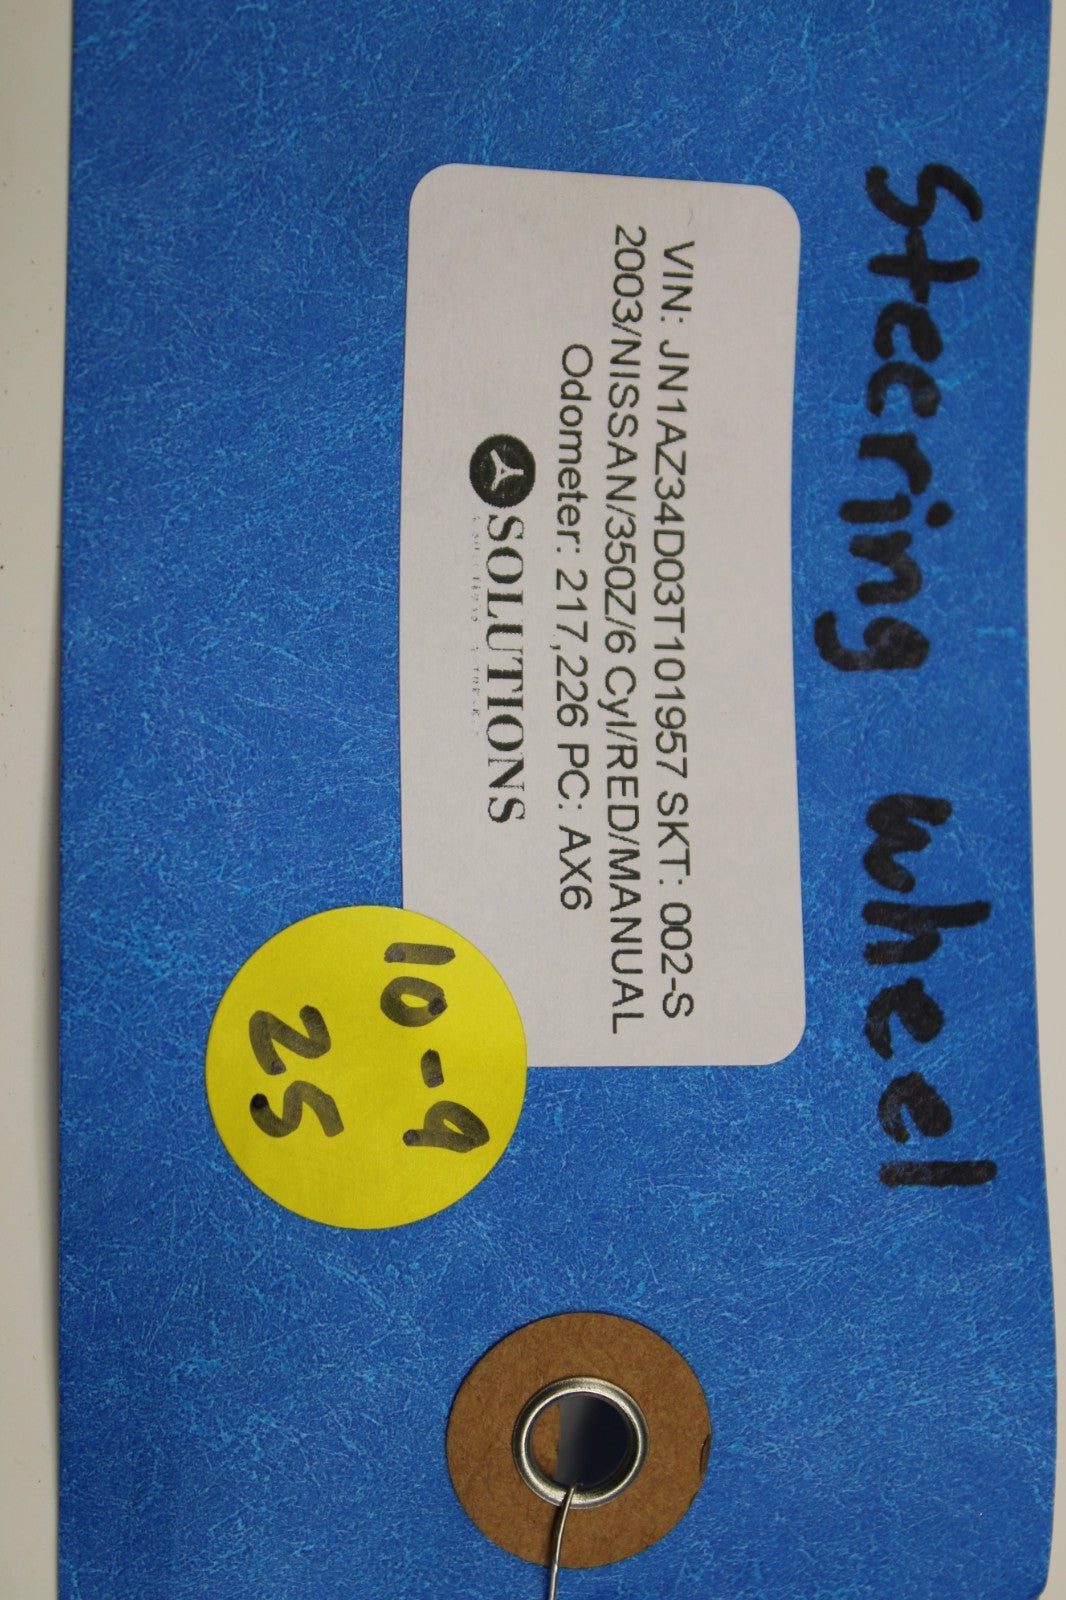 Steering wheel
VIN: JN1AZ34D03T101957 SKT: 002-S
2003/NISSAN/350Z/6 Cyl/RED/MANUAL
Odometer: 217,226 PC: AX6
SOLUTIONS
10-9
25